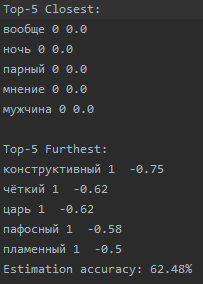 Top-5 Closest:
вообще 0 0.0
ночь 0 0.0
парный 0 0.0
мнение 0 0.0
мужчина 0 0.0

Top-5 Furthest:
конструктивный 1  -0.75
чёткий 1  -0.62
царь 1  -0.62
пафосный 1  -0.58
пламенный 1  -0.5
Estimation accuracy: 62.48%